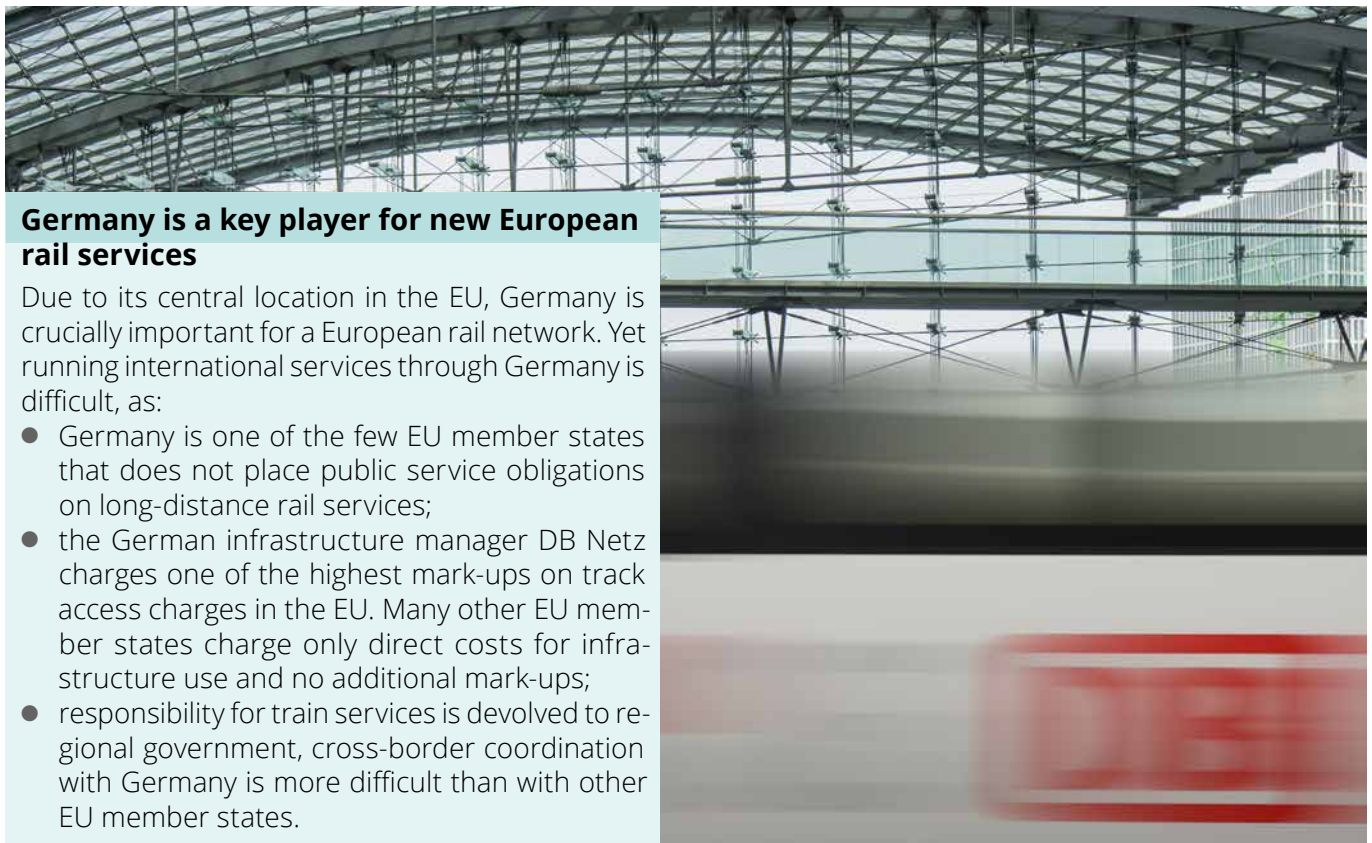 Germany is a key player for new European
rail services
Due to its central location in the EU, Germany is
crucially important for a European rail network. Yet
running international services through Germany is
difficult, as:
● Germany is one of the few EU member states
that does not place public service obligations
on long-distance rail services;
● the German infrastructure manager DB Netz
charges one of the highest mark-ups on track
access charges in the EU. Many other EU mem-
ber states charge only direct costs for infra-
structure use and no additional mark-ups;
● responsibility for train services is devolved to re-
gional government, cross-border coordination
with Germany is more difficult than with other
EU member states.
DB